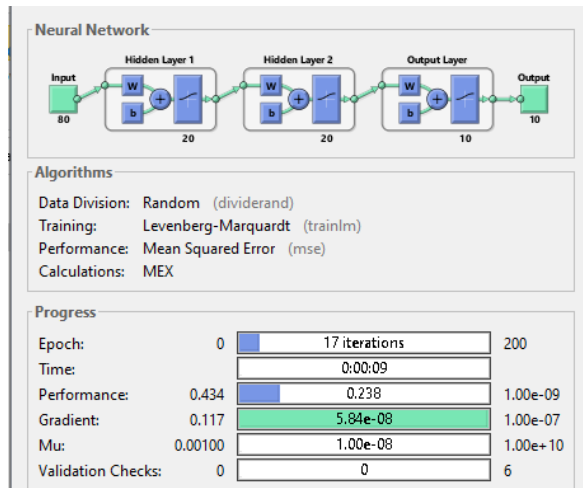 Neural Network
Hidden Layer 1 Hidden Layer 2 Output Layer
Input Output
W W W
+ + +
b b b
80 20 20 10 10
Algorithms
Data Division: Random (dividerand)
Training: Levenberg-Marquardt (trainlm)
Performance: Mean Squared Error (mse)
Calculations: MEX
Progress
Epoch: 0 17 iterations 200
Time: 0:00:09
Performance: 0.434 0.238 1.00e-09
Gradient: 0.117 5.84e-08 1.00e-07
Mu: 0.00100 1.00e-08 1.00e+10
Validation Checks: 0 0 6